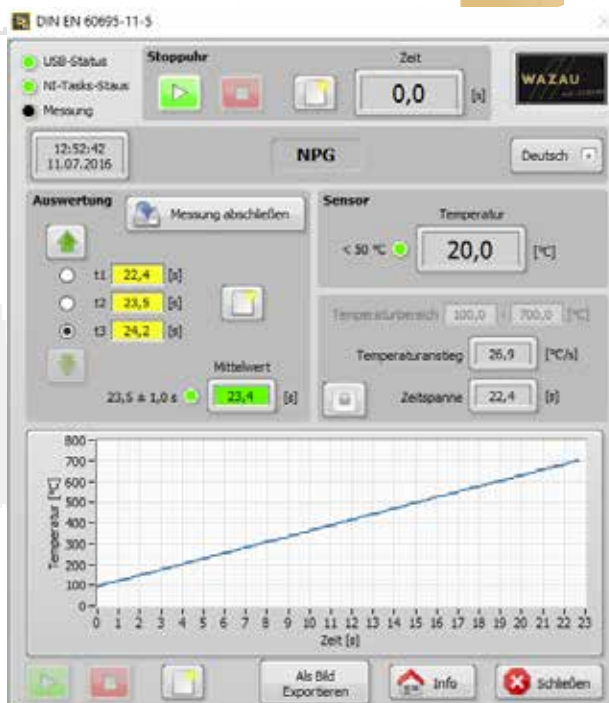 DIN EN 60695-11-5
USB-Status
NI-Tasks-Staus
Messung
Stoppuhr
Zeit
0,0 [s]
WAZAU
12:52:42
11.07.2016
NPG
Deutsch
Auswertung
Messung abschließen
t1 22,4 [s]
t2 23,5 [s]
t3 24,2 [s]
Mittelwert
23,5 ± 1,0 s 23,4 [s]
Sensor
Temperatur
< 50 °C 20,0 [°C]
Temperaturbereich 100,0 - 700,0 [°C]
Temperaturanstieg 26,9 [°C/s]
Zeitspanne 22,4 [s]
Temperatur [°C]
800
700
600
500
400
300
200
100
0
0 1 2 3 4 5 6 7 8 9 10 11 12 13 14 15 16 17 18 19 20 21 22 23
Zeit [s]
Als Bild
Exportieren
Info
Schließen